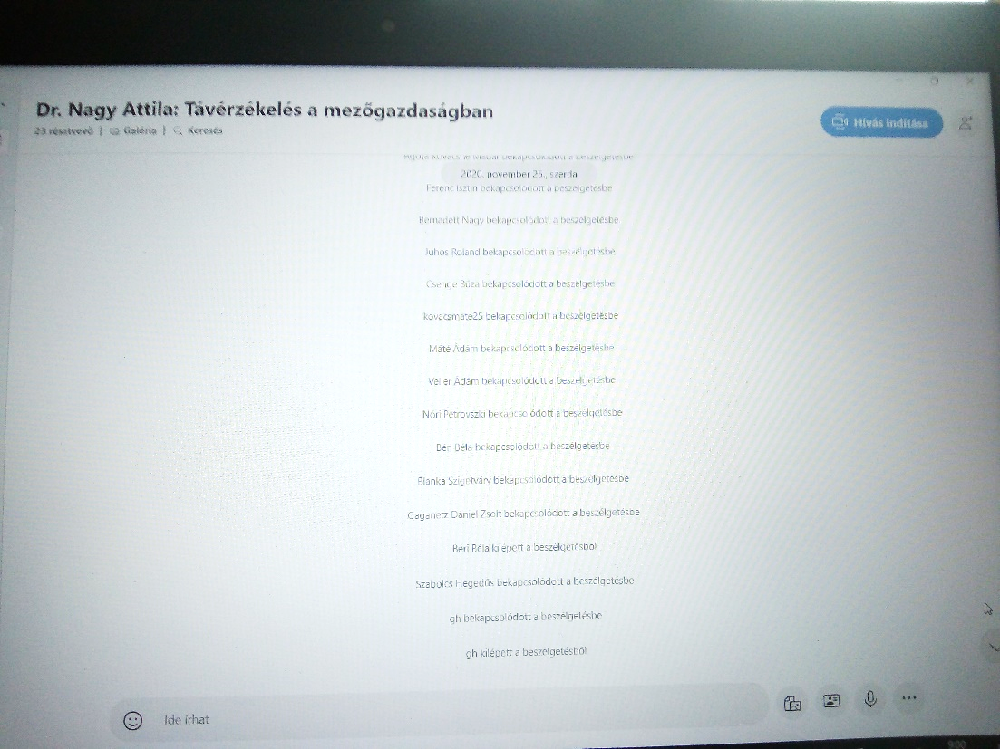 Dr. Nagy Attila: Távérzékelés a mezőgazdaságban
23 résztvevő | Galéria | Keresés
Hívás indítása
bekapcsolódott a beszélgetésbe
2020. november 25., szerda
Ferenc Isztin bekapcsolódott a beszélgetésbe
Bernadett Nagy bekapcsolódott a beszélgetésbe
Juhos Roland bekapcsolódott a beszélgetésbe
Csenge Búza bekapcsolódott a beszélgetésbe
kovacsmate25 bekapcsolódott a beszélgetésbe
Máté Ádám bekapcsolódott a beszélgetésbe
Veller Ádám bekapcsolódott a beszélgetésbe
Nóri Petrovszki bekapcsolódott a beszélgetésbe
Béri Béla bekapcsolódott a beszélgetésbe
Bianka Szigetváry bekapcsolódott a beszélgetésbe
Gaganetz Dániel Zsolt bekapcsolódott a beszélgetésbe
Béri Béla kilépett a beszélgetésből
Szabolcs Hegedűs bekapcsolódott a beszélgetésbe
gh bekapcsolódott a beszélgetésbe
gh kilépett a beszélgetésből
Ide írhat
9:00